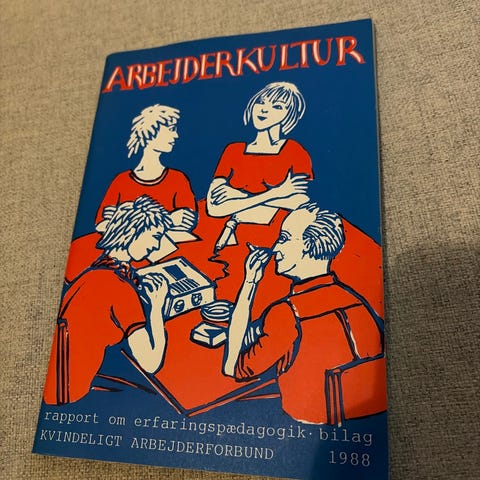 ARBEJDERKULTUR
rapport om erfaringspædagogik · bilag
KVINDELIGT ARBEJDERFORBUND 1988